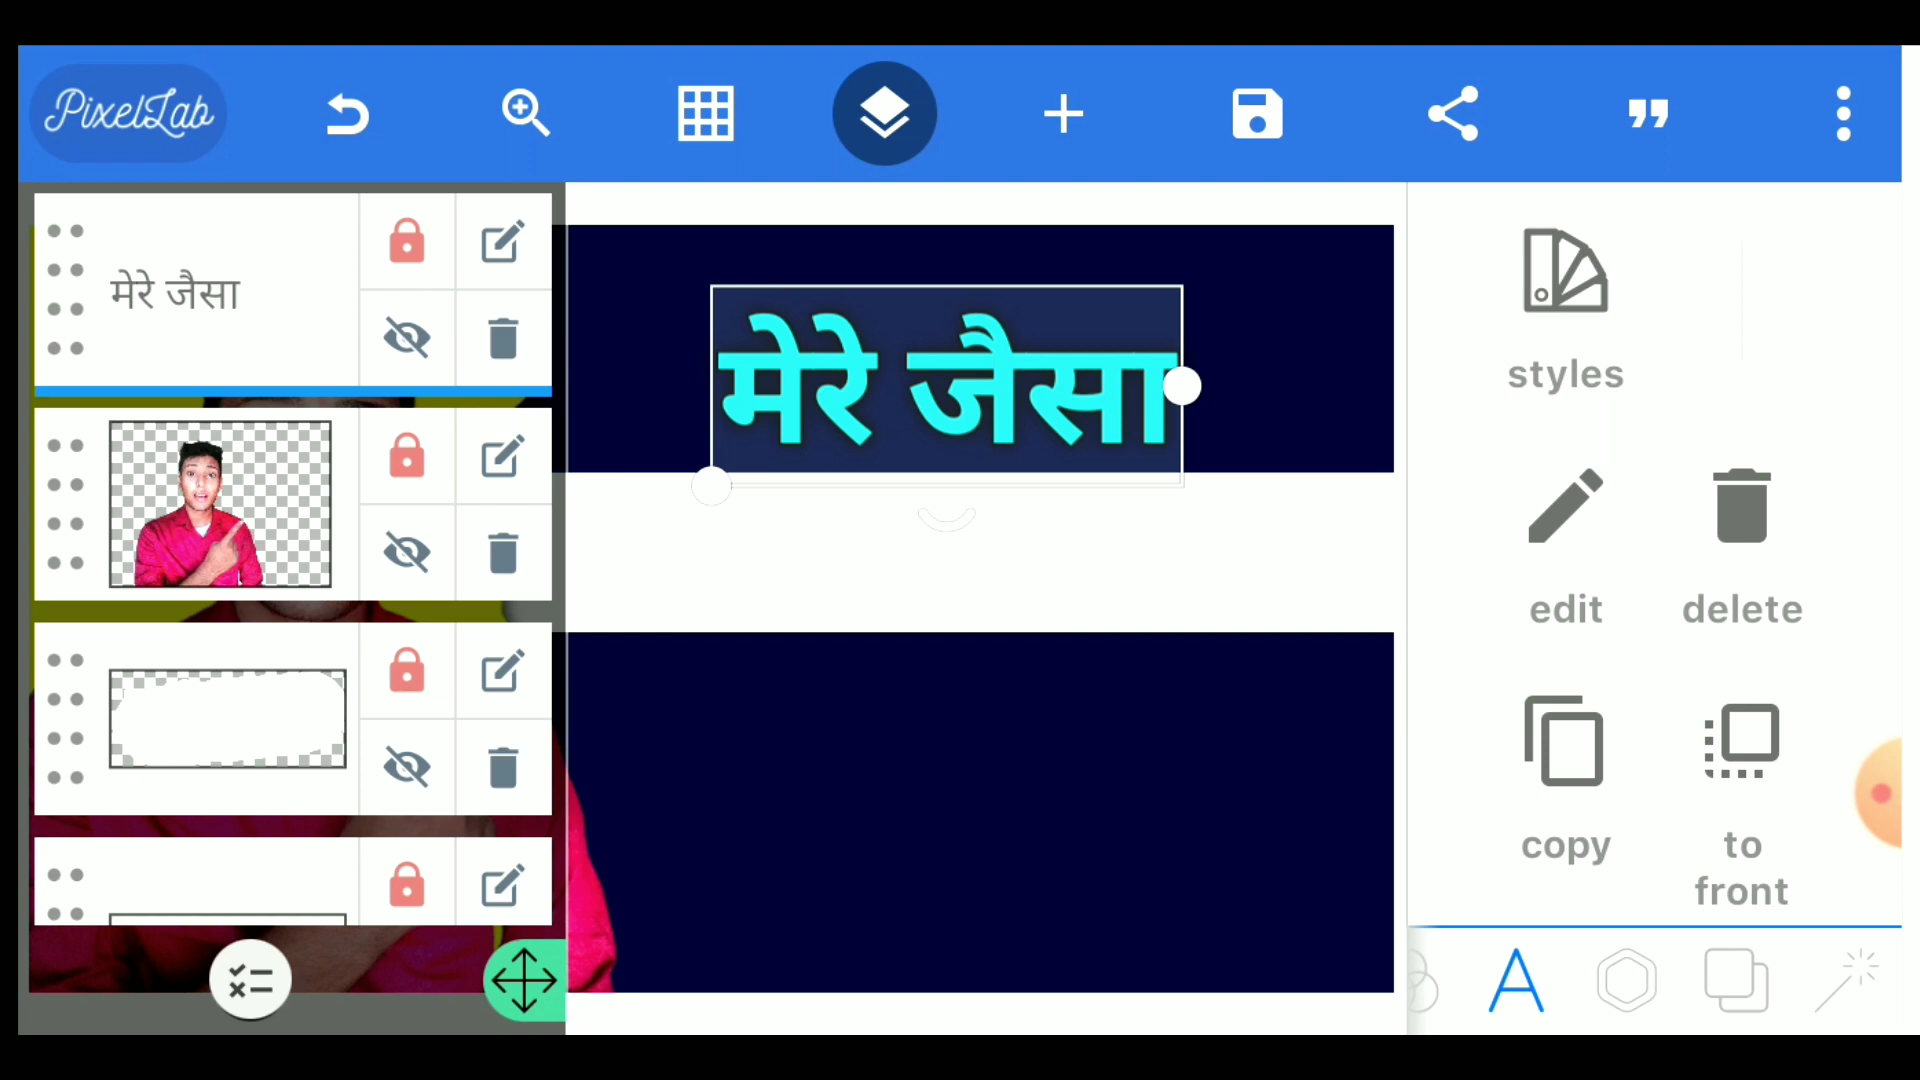 PixelLab
मेरे जैसा
मेरे जैसा
styles
edit
delete
copy
to
front